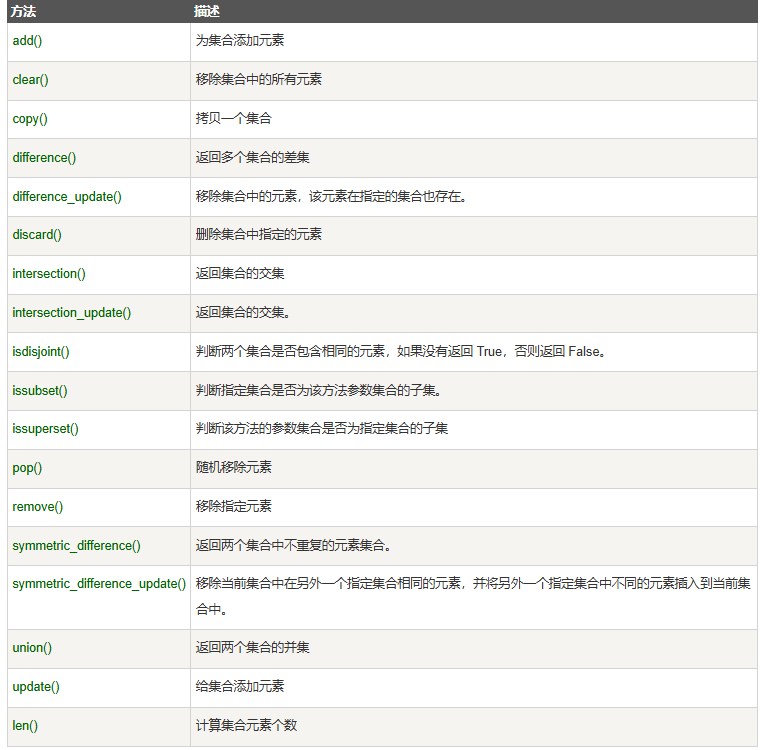 方法 描述
add() 为集合添加元素
clear() 移除集合中的所有元素
copy() 拷贝一个集合
difference() 返回多个集合的差集
difference_update() 移除集合中的元素，该元素在指定的集合也存在。
discard() 删除集合中指定的元素
intersection() 返回集合的交集
intersection_update() 返回集合的交集。
isdisjoint() 判断两个集合是否包含相同的元素，如果没有返回 True，否则返回 False。
issubset() 判断指定集合是否为该方法参数集合的子集。
issuperset() 判断该方法的参数集合是否为指定集合的子集
pop() 随机移除元素
remove() 移除指定元素
symmetric_difference() 返回两个集合中不重复的元素集合。
symmetric_difference_update() 移除当前集合中在另外一个指定集合相同的元素，并将另外一个指定集合中不同的元素插入到当前集
合中。
union() 返回两个集合的并集
update() 给集合添加元素
len() 计算集合元素个数